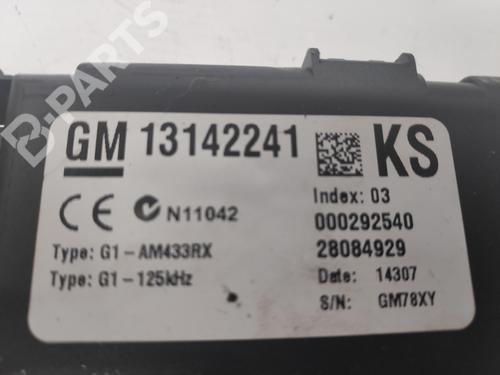 B-PARTS
GM 13142241 KS
CE N11042
Index: 03
000292540
Type: G1-AM433RX
28084929
Type: G1-125kHz
Date: 14307
S/N: GM78XY